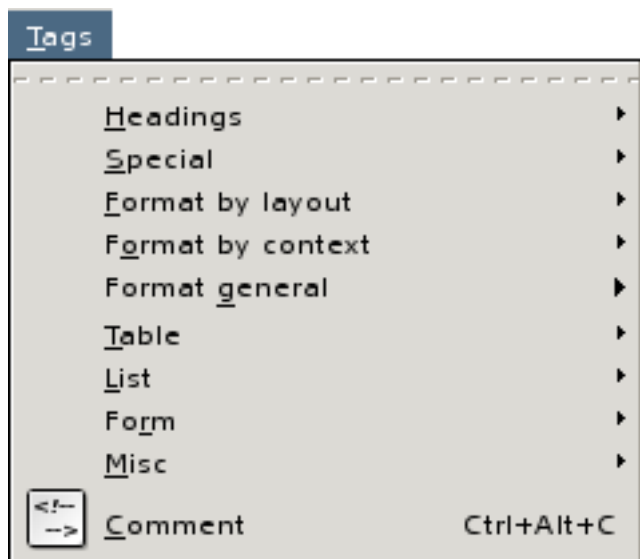 Tags
Headings
Special
Format by layout
Format by context
Format general
Table
List
Form
Misc
<!-- --> Comment Ctrl+Alt+C